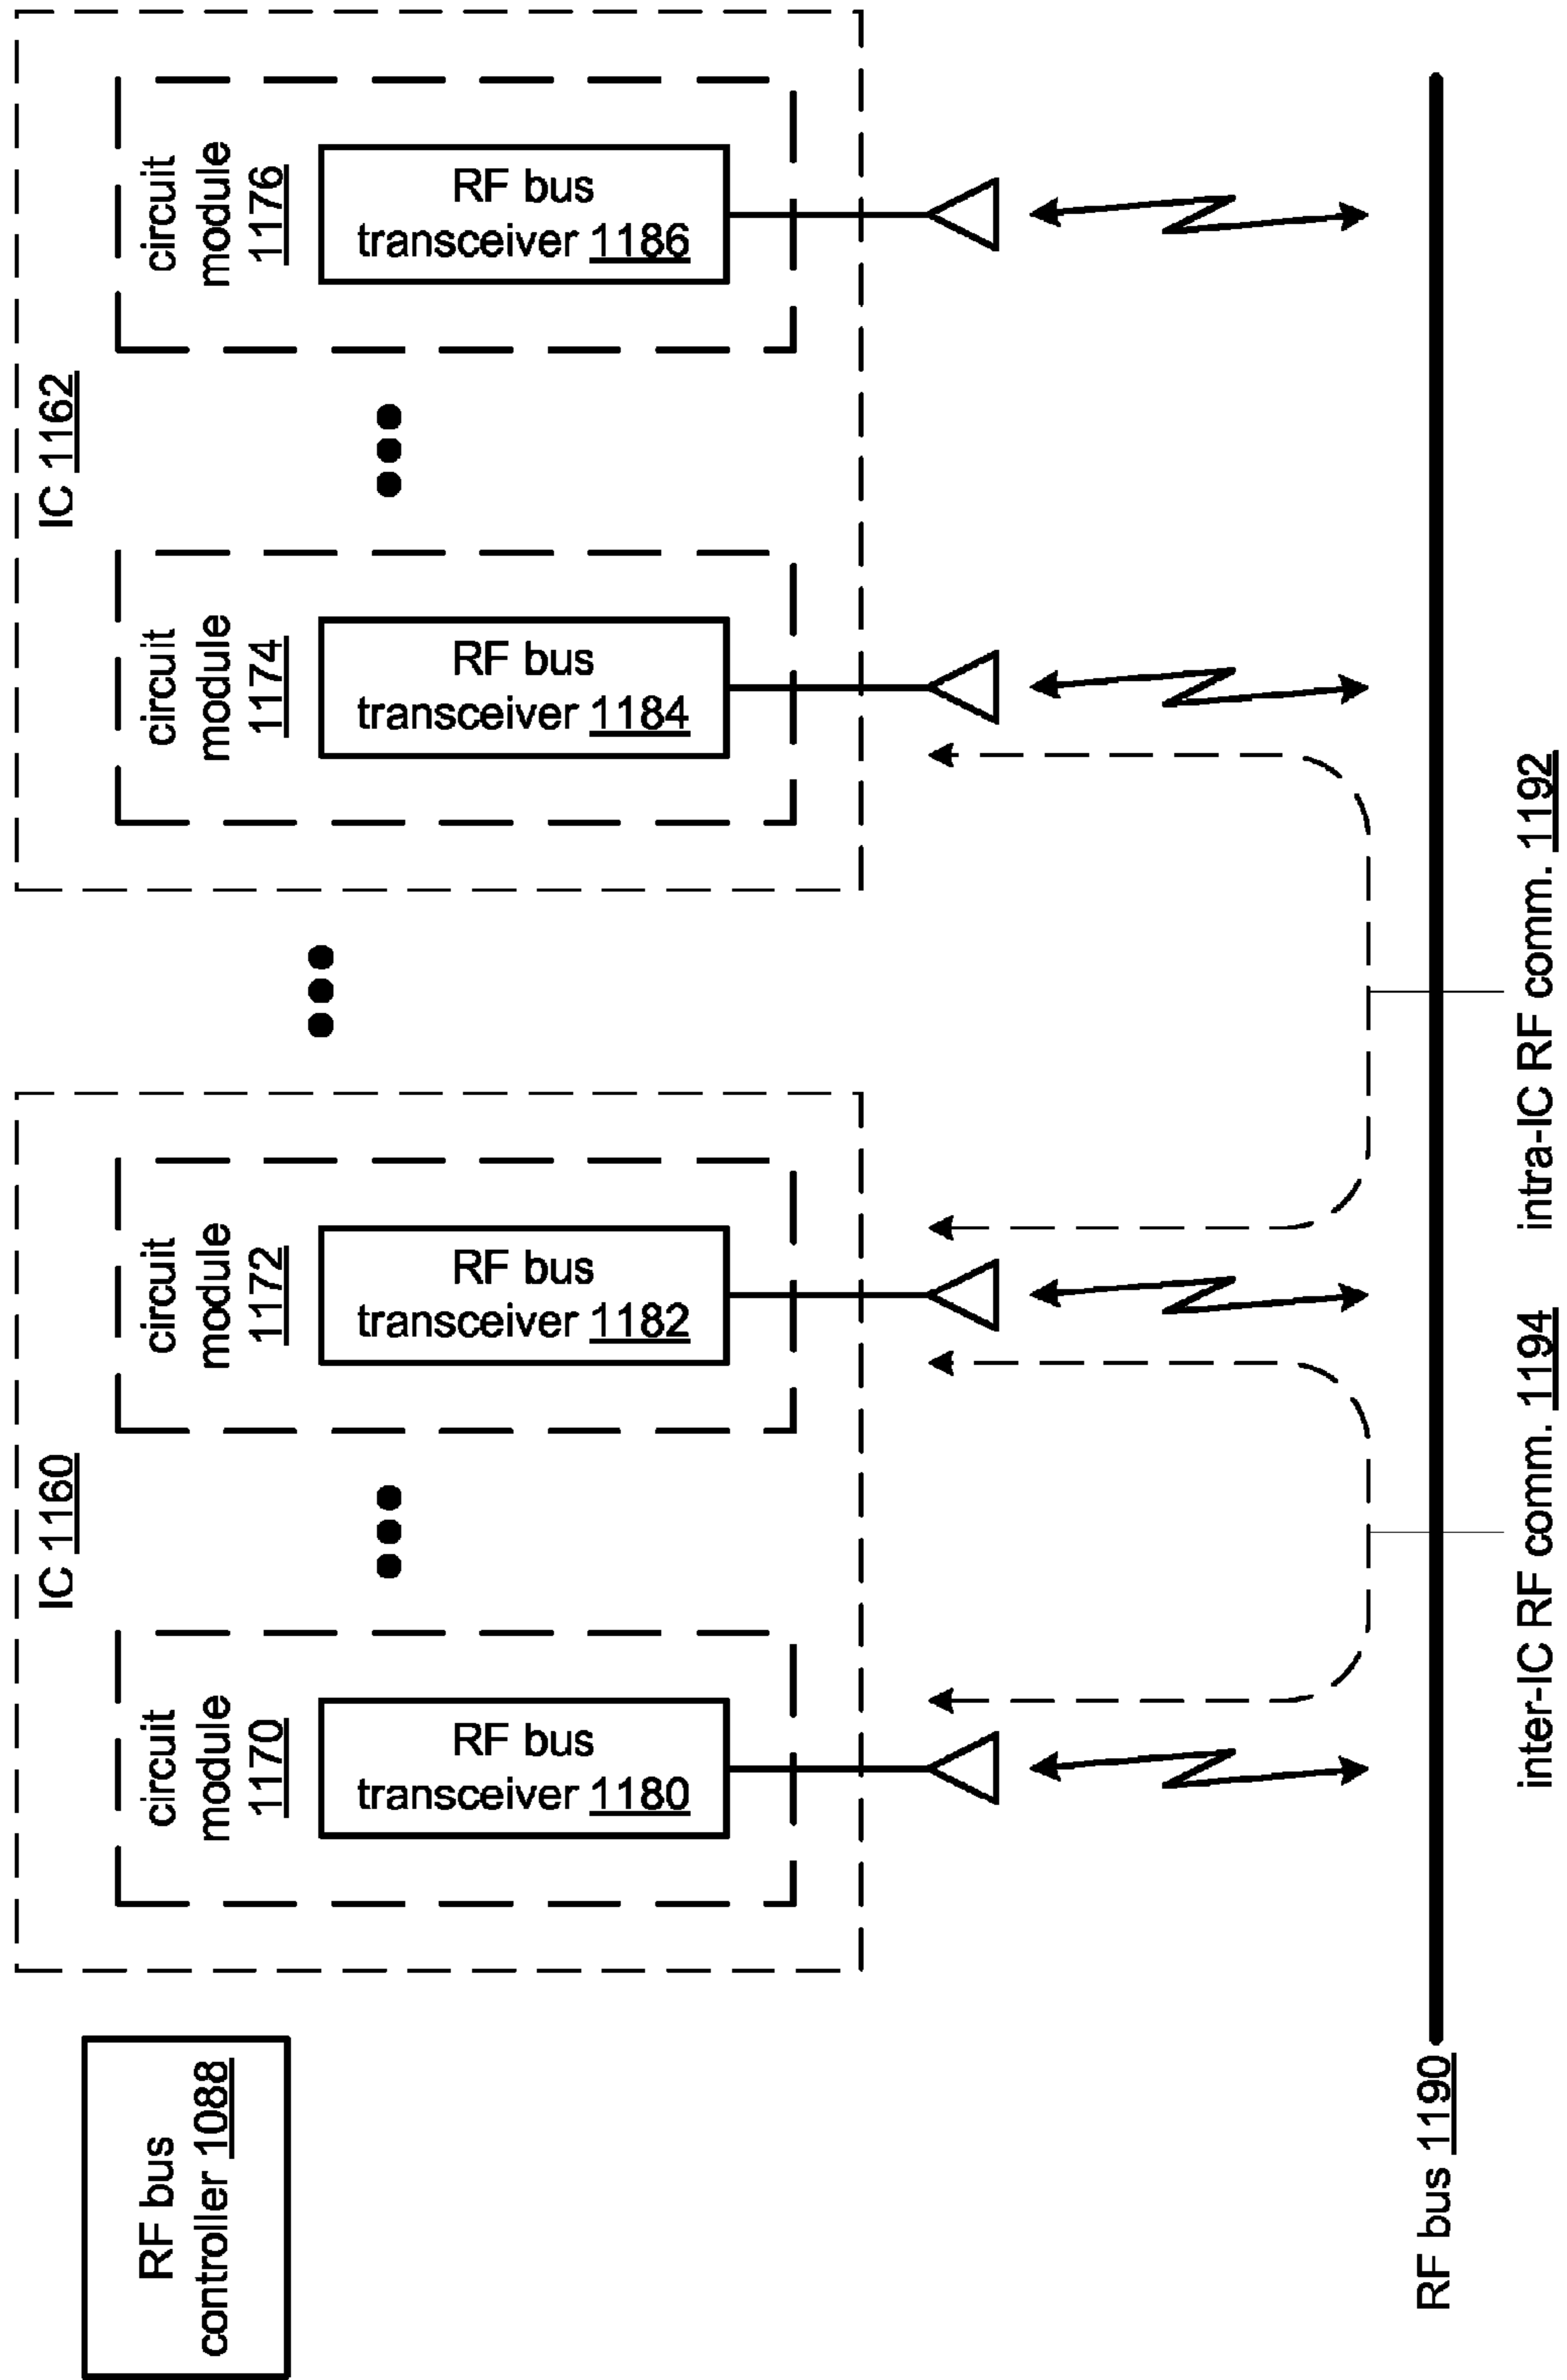 RF bus
controller 1088
IC 1160
circuit
module
1170
RF bus
transceiver 1180
circuit
module
1172
RF bus
transceiver 1182
IC 1162
circuit
module
1174
RF bus
transceiver 1184
circuit
module
1176
RF bus
transceiver 1186
RF bus 1190
inter-IC RF comm. 1194
intra-IC RF comm. 1192